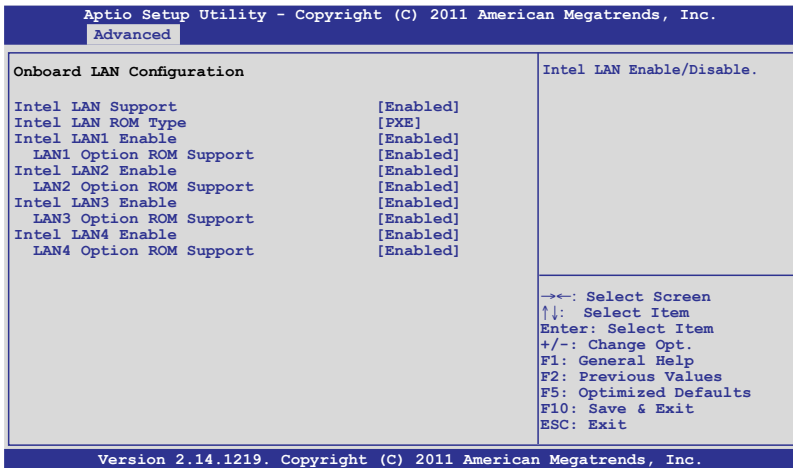 Aptio Setup Utility - Copyright (C) 2011 American Megatrends, Inc.
Advanced
Onboard LAN Configuration
Intel LAN Support [Enabled]
Intel LAN ROM Type [PXE]
Intel LAN1 Enable [Enabled]
LAN1 Option ROM Support [Enabled]
Intel LAN2 Enable [Enabled]
LAN2 Option ROM Support [Enabled]
Intel LAN3 Enable [Enabled]
LAN3 Option ROM Support [Enabled]
Intel LAN4 Enable [Enabled]
LAN4 Option ROM Support [Enabled]
Intel LAN Enable/Disable.
→←: Select Screen
↑↓: Select Item
Enter: Select Item
+/-: Change Opt.
F1: General Help
F2: Previous Values
F5: Optimized Defaults
F10: Save & Exit
ESC: Exit
Version 2.14.1219. Copyright (C) 2011 American Megatrends, Inc.